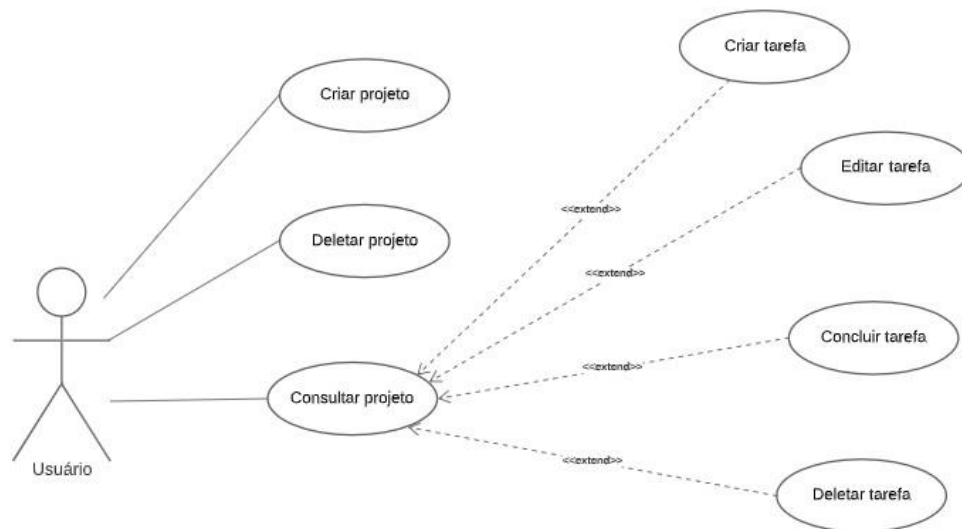 Criar tarefa
Criar projeto
Editar tarefa
<<extend>>
Deletar projeto
<<extend>>
Concluir tarefa
<<extend>>
Consultar projeto
<<extend>>
Usuário
Deletar tarefa